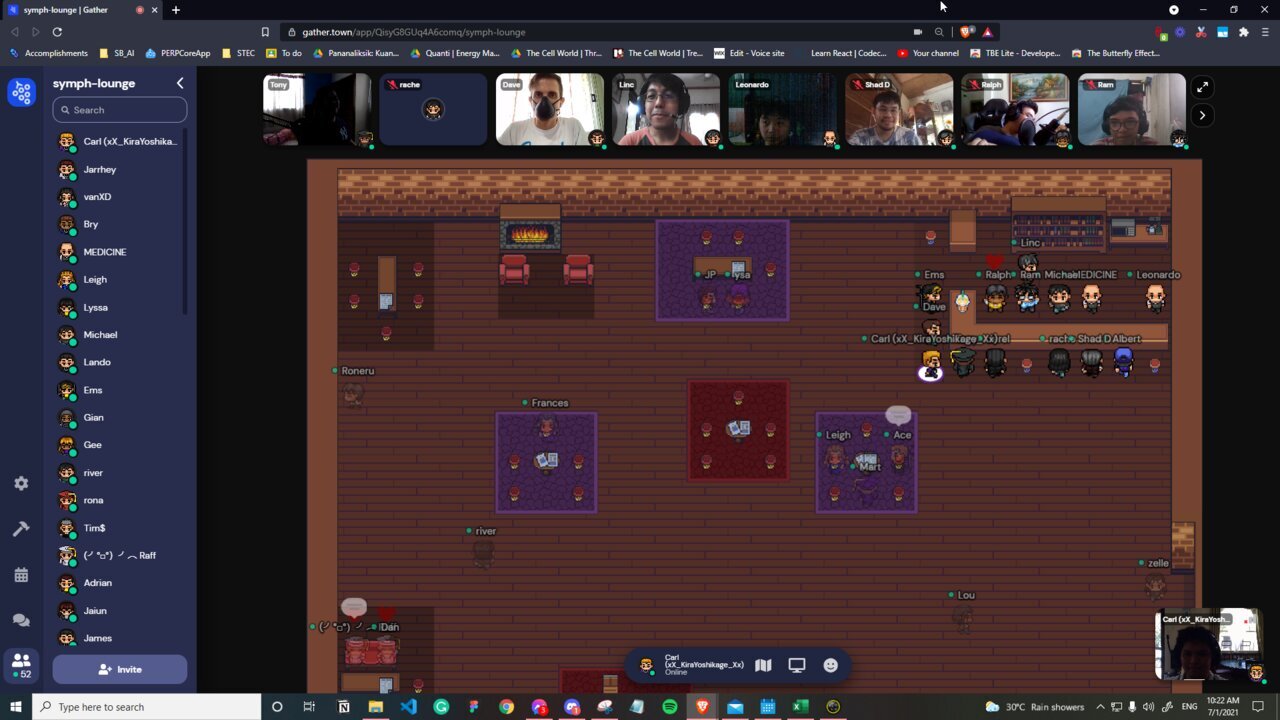 symph-lounge | Gather
gather.town/app/QisyG8GUq4A6comq/symph-lounge
Accomplishments
SB_AI
PERPCoreApp
STEC
To do
Pananaliksik: Kuan...
Quanti | Energy Ma...
The Cell World | Thr...
The Cell World | Tre...
Edit - Voice site
Learn React | Codec...
Your channel
TBE Lite - Develope...
The Butterfly Effect...
symph-lounge
Search
Carl (xX_KiraYoshika...
Jarrhey
vanXD
Bry
MEDICINE
Leigh
Lyssa
Michael
Lando
Ems
Gian
Gee
river
rona
Tim$
(╯°□°）╯︵ Raff
Adrian
Jaiun
James
Invite
52
Tony
rache
Dave
Linc
Leonardo
Shad D
Ralph
Ram
Linc
JP
lyssa
Ems
Ralph
Ram
Michael
MEDICINE
Leonardo
Dave
Carl (xX_KiraYoshikage_Xx)
rel
rache
Shad D
Albert
Roneru
Frances
Leigh
Ace
Mart
river
zelle
Lou
Dan
Carl (xX_KiraYosh...
Carl
(xX_KiraYoshikage_Xx)
Online
Type here to search
30°C Rain showers
ENG
10:22 AM
7/1/2021